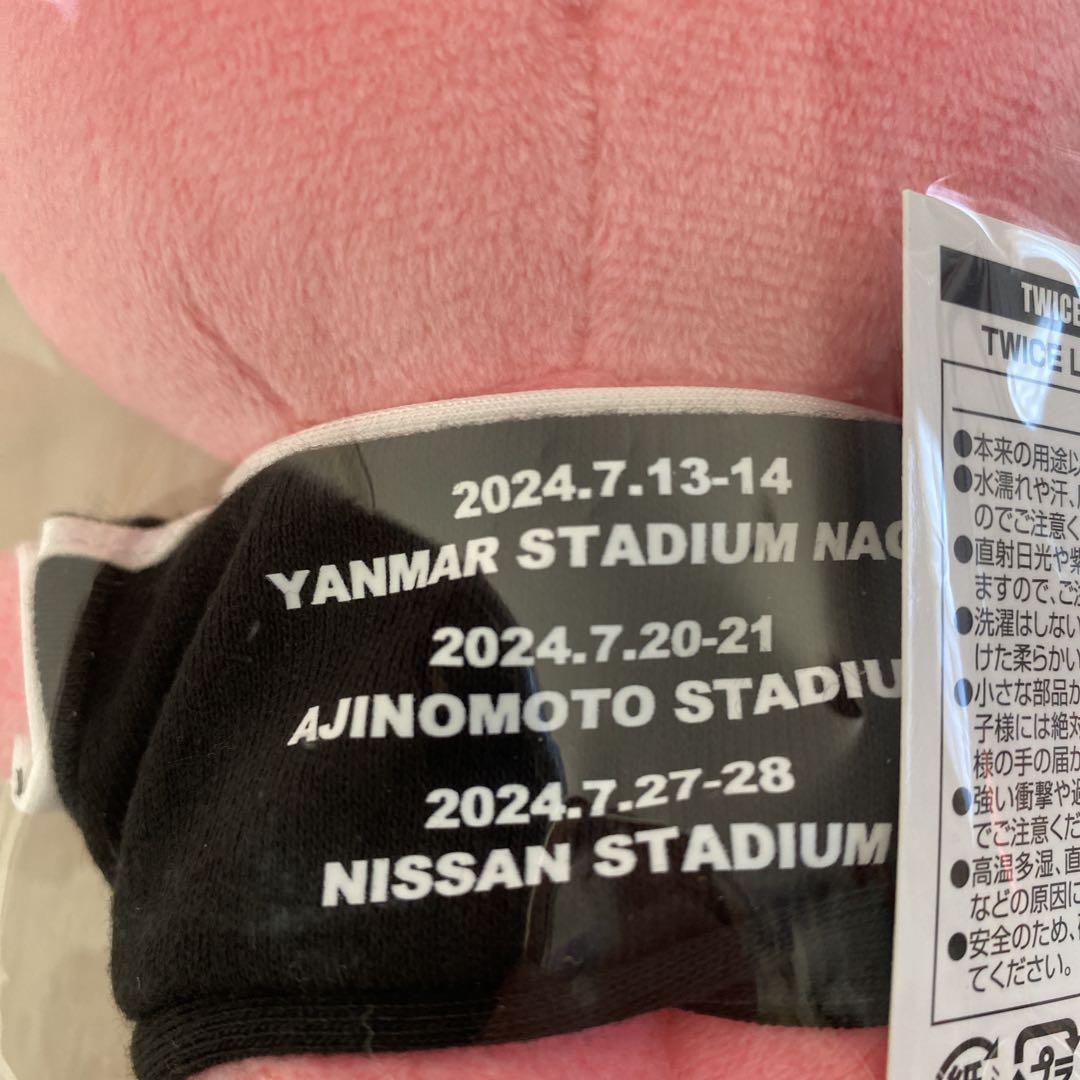 2024.7.13-14
YANMAR STADIUM NAG
2024.7.20-21
AJINOMOTO STADIU
2024.7.27-28
NISSAN STADIUM
TWICE
TWICE L
●本来の用途以
●水濡れや汗、
のでご注意く
●直射日光や紫
ますので、ご注
●洗濯はしない
けた柔らかい
●小さな部品が
子様には絶対
様の手の届か
●強い衝撃や過
でご注意くだ
●高温多湿、直
などの原因に
●安全のため、
てください。
紙
プラ